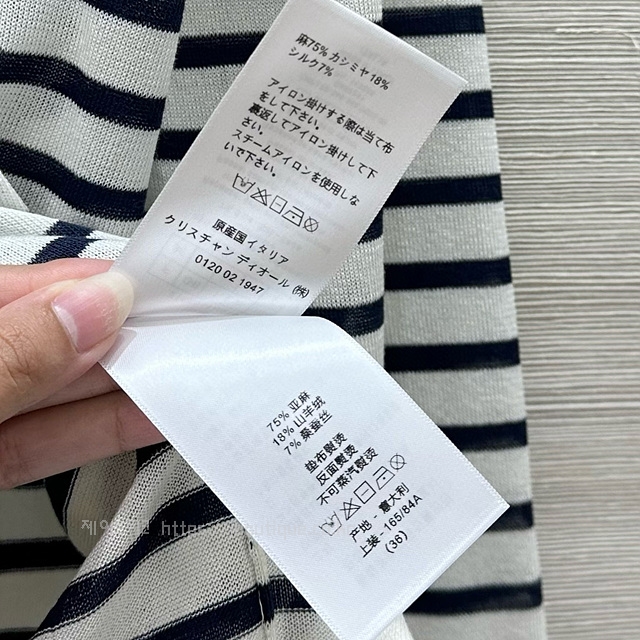 麻75% カシミヤ18%
シルク7%
アイロン掛けする際は当て布
をして下さい。
裏返してアイロン掛けして下
さい。
スチームアイロンを使用しな
いで下さい。
原産国イタリア
クリスチャン ディオール (株)
0120 02 1947
75% 亚麻
18% 山羊绒
7% 桑蚕丝
垫布熨烫
反面熨烫
不可蒸汽熨烫
产地 - 意大利
上装 - 165/84A
(36)